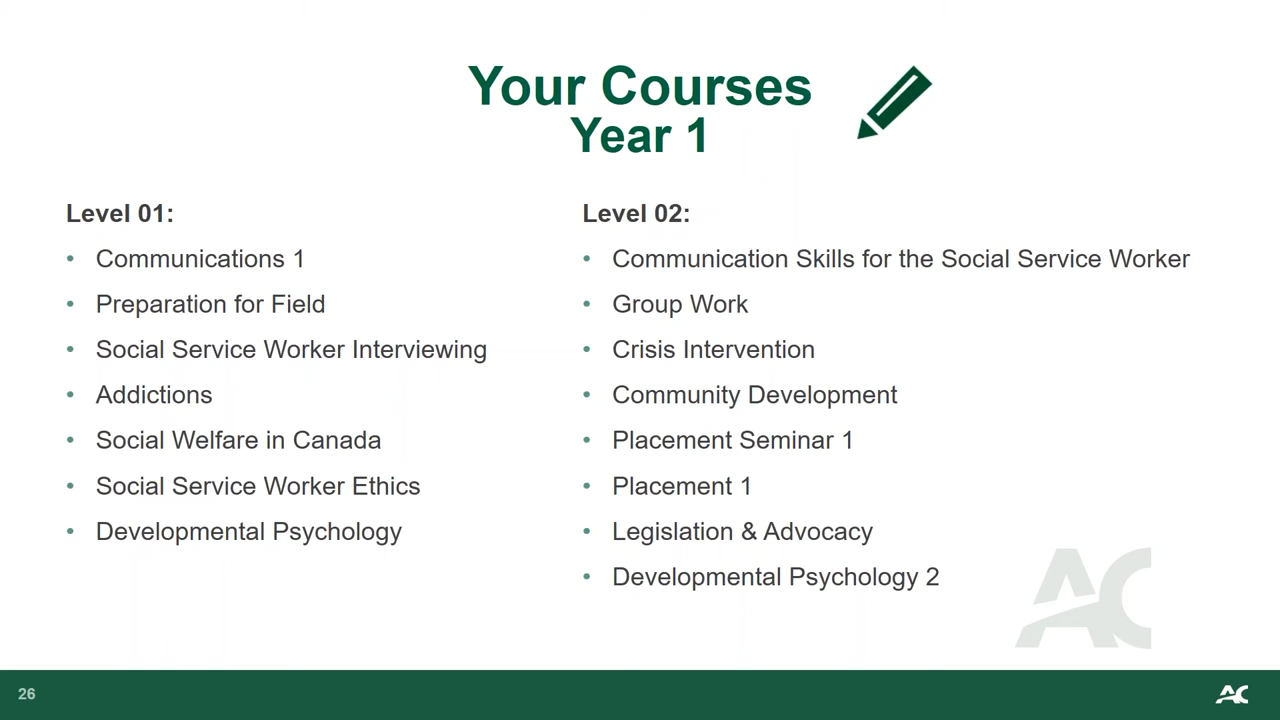 Your Courses
Year 1
Level 01:
• Communications 1
• Preparation for Field
• Social Service Worker Interviewing
• Addictions
• Social Welfare in Canada
• Social Service Worker Ethics
• Developmental Psychology
Level 02:
• Communication Skills for the Social Service Worker
• Group Work
• Crisis Intervention
• Community Development
• Placement Seminar 1
• Placement 1
• Legislation & Advocacy
• Developmental Psychology 2
AC
26
AC